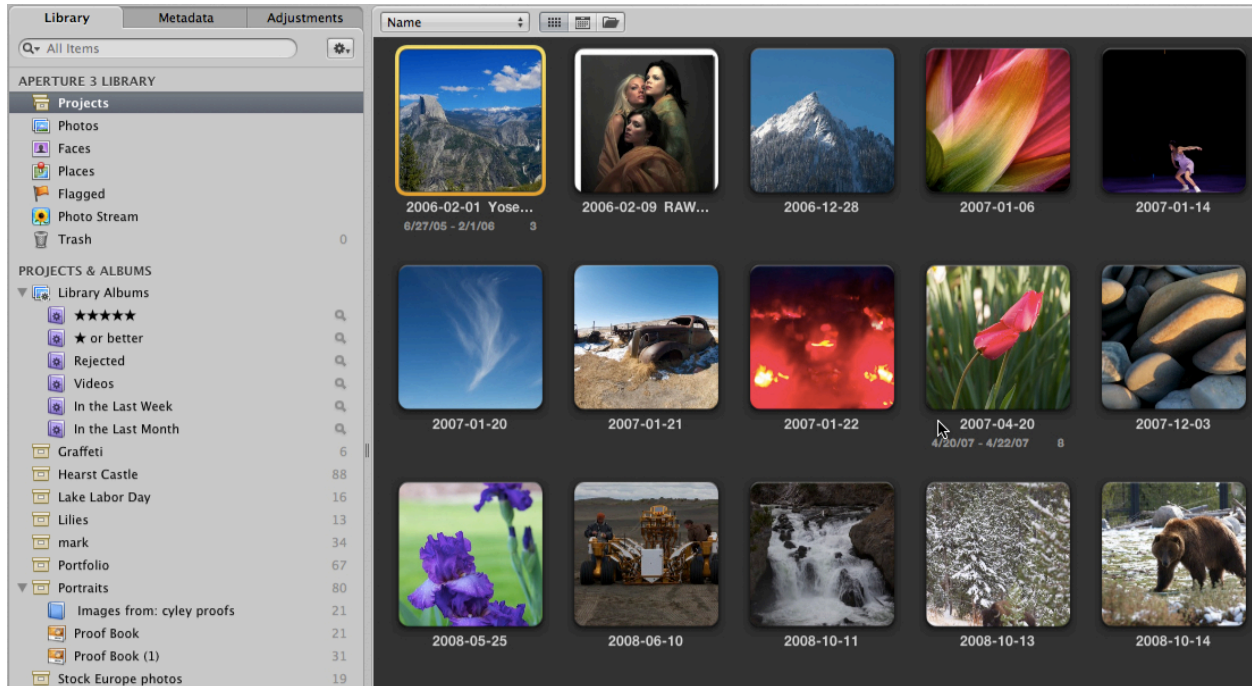 Library Metadata Adjustments
All Items
APERTURE 3 LIBRARY
Projects
Photos
Faces
Places
Flagged
Photo Stream
Trash 0
PROJECTS & ALBUMS
Library Albums
★★★★★
★ or better
Rejected
Videos
In the Last Week
In the Last Month
Graffeti 6
Hearst Castle 88
Lake Labor Day 16
Lilies 13
mark 34
Portfolio 67
Portraits 80
Images from: cyley proofs 21
Proof Book 21
Proof Book (1) 31
Stock Europe photos 19
Name
2006-02-01 Yose... 2006-02-09 RAW... 2006-12-28 2007-01-06 2007-01-14
6/27/05 - 2/1/06 3
2007-01-20 2007-01-21 2007-01-22 2007-04-20 2007-12-03
4/20/07 - 4/22/07 8
2008-05-25 2008-06-10 2008-10-11 2008-10-13 2008-10-14